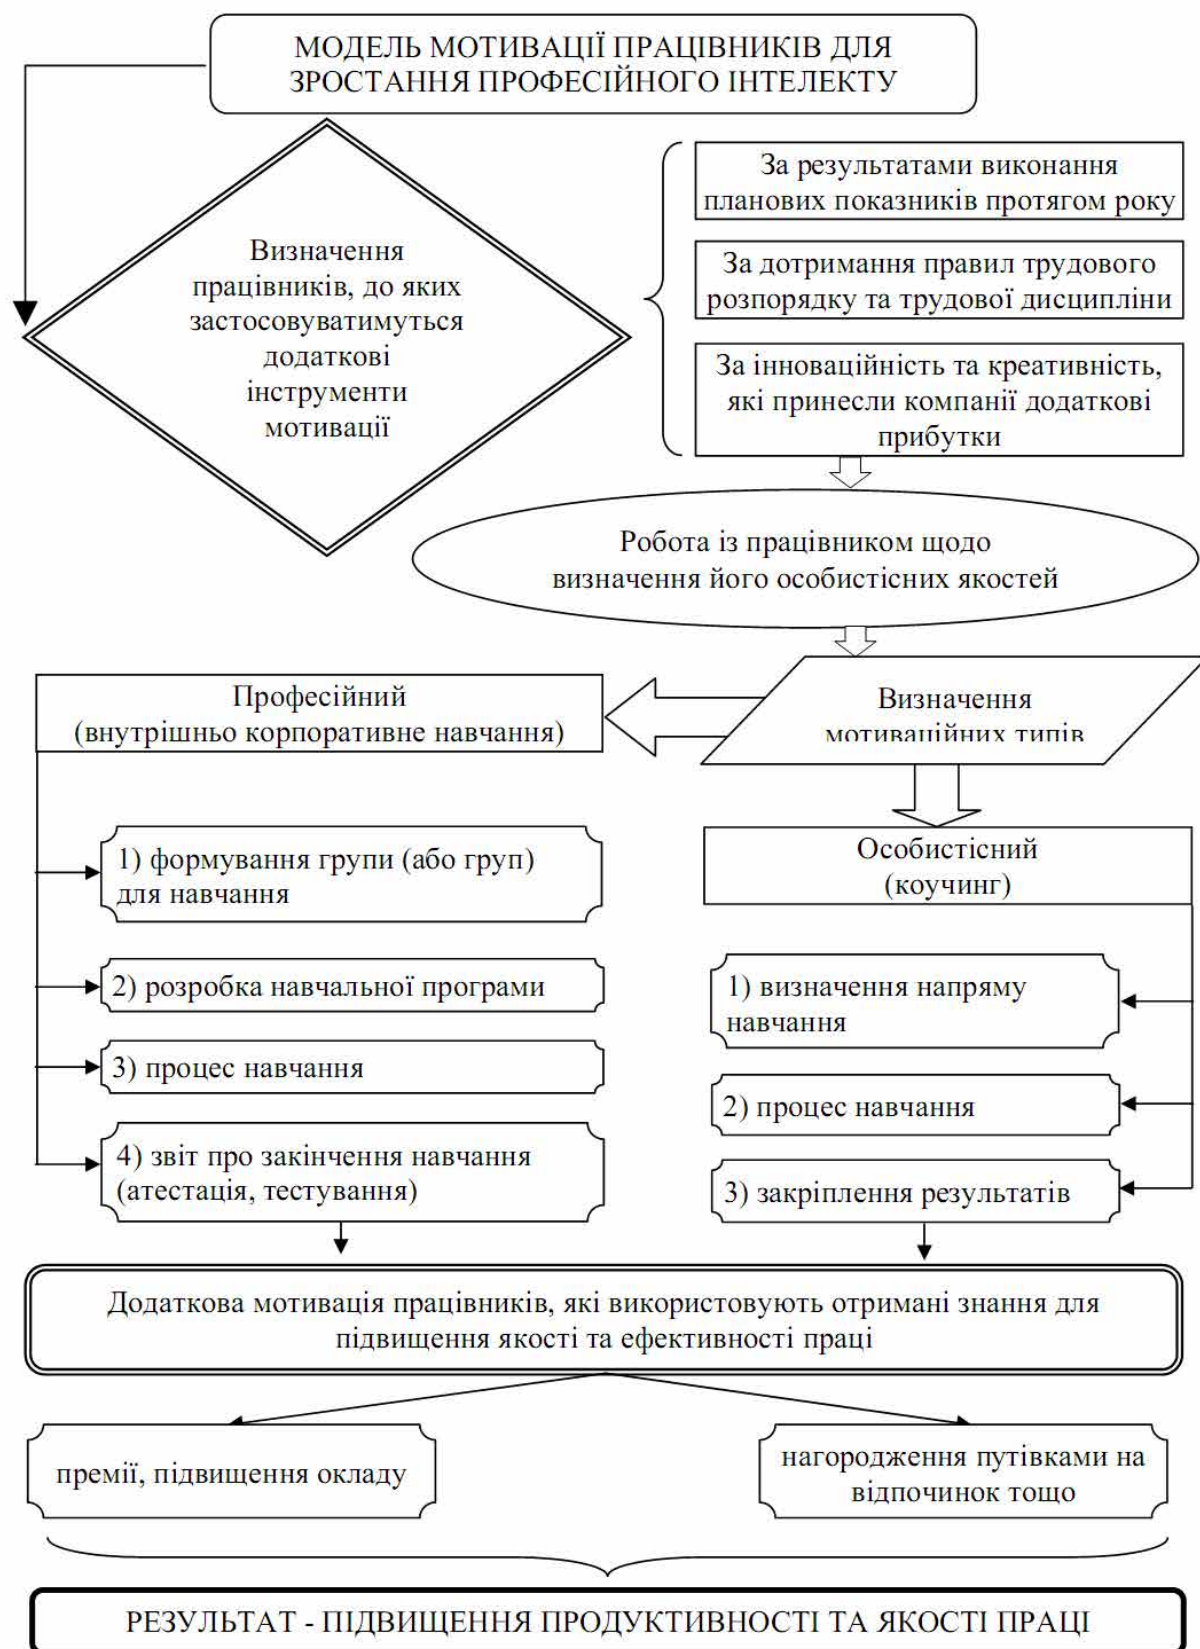 МОДЕЛЬ МОТИВАЦІЇ ПРАЦІВНИКІВ ДЛЯ
ЗРОСТАННЯ ПРОФЕСІЙНОГО ІНТЕЛЕКТУ
Визначення
працівників, до яких
застосовуватимуться
додаткові
інструменти
мотивації
За результатами виконання
планових показників протягом року
За дотримання правил трудового
розпорядку та трудової дисципліни
За інноваційність та креативність,
які принесли компанії додаткові
прибутки
Робота із працівником щодо
визначення його особистісних якостей
Визначення
мотиваційних типів
Професійний
(внутрішньо корпоративне навчання)
1) формування групи (або груп)
для навчання
2) розробка навчальної програми
3) процес навчання
4) звіт про закінчення навчання
(атестація, тестування)
Особистісний
(коучинг)
1) визначення напряму
навчання
2) процес навчання
3) закріплення результатів
Додаткова мотивація працівників, які використовують отримані знання для
підвищення якості та ефективності праці
премії, підвищення окладу
нагородження путівками на
відпочинок тощо
РЕЗУЛЬТАТ - ПІДВИЩЕННЯ ПРОДУКТИВНОСТІ ТА ЯКОСТІ ПРАЦІ